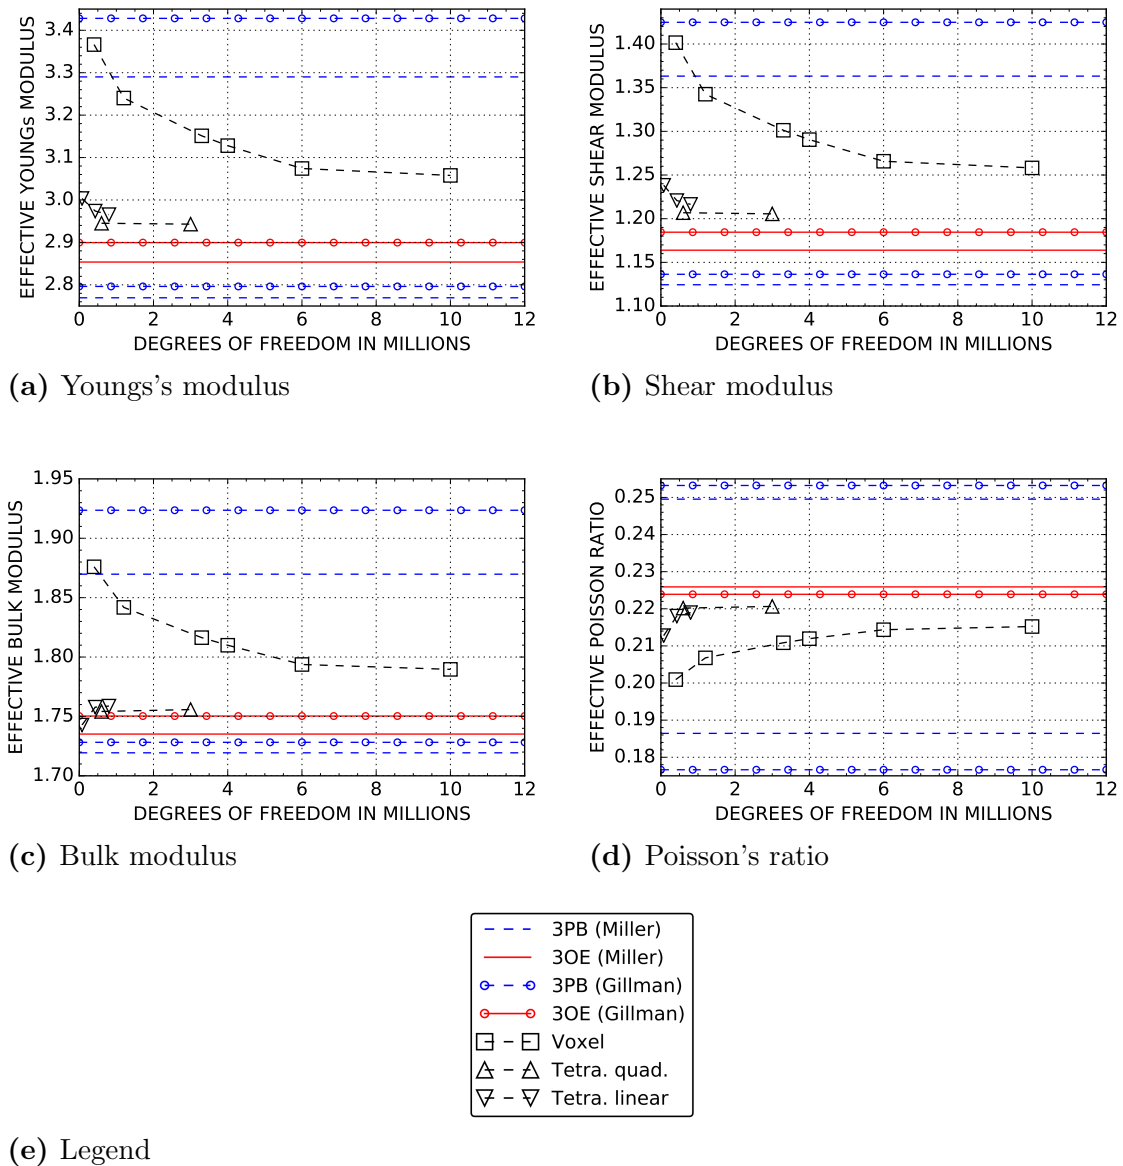 EFFECTIVE YOUNGs MODULUS
3.4
3.3
3.2
3.1
3.0
2.9
2.8
0 2 4 6 8 10 12
DEGREES OF FREEDOM IN MILLIONS
(a) Youngs's modulus
EFFECTIVE SHEAR MODULUS
1.40
1.35
1.30
1.25
1.20
1.15
1.10
0 2 4 6 8 10 12
DEGREES OF FREEDOM IN MILLIONS
(b) Shear modulus
EFFECTIVE BULK MODULUS
1.95
1.90
1.85
1.80
1.75
1.70
0 2 4 6 8 10 12
DEGREES OF FREEDOM IN MILLIONS
(c) Bulk modulus
EFFECTIVE POISSON RATIO
0.25
0.24
0.23
0.22
0.21
0.20
0.19
0.18
0 2 4 6 8 10 12
DEGREES OF FREEDOM IN MILLIONS
(d) Poisson's ratio
3PB (Miller)
3OE (Miller)
3PB (Gillman)
3OE (Gillman)
Voxel
Tetra. quad.
Tetra. linear
(e) Legend